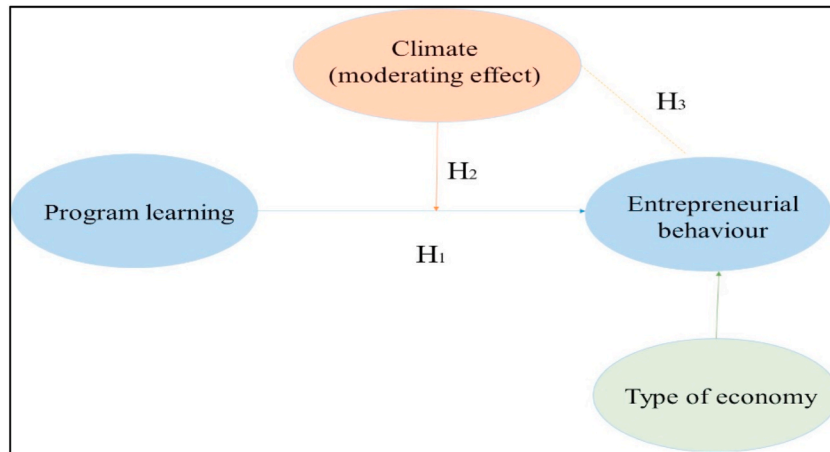 Climate
(moderating effect)
H3
H2
Program learning
Entrepreneurial
behaviour
H1
Type of economy